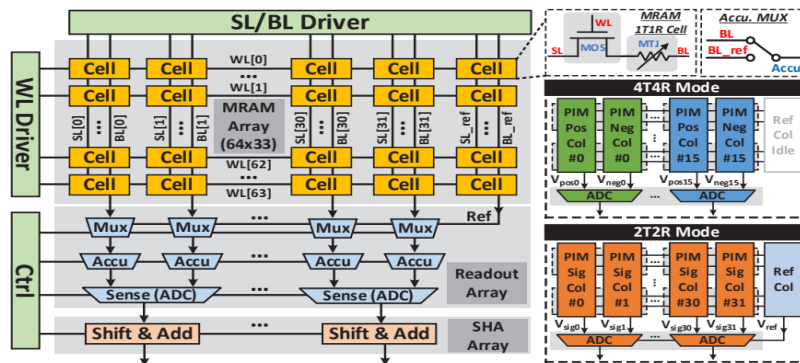 SL/BL Driver
WL Driver
Cell Cell Cell Cell Cell
WL[0]
...
Cell Cell Cell Cell Cell
WL[1]
SL[0] BL[0] SL[1] BL[1] SL[30] BL[30] SL[31] BL[31] SL_ref BL_ref
MRAM
Array
(64x33)
Cell Cell Cell Cell Cell
WL[62]
...
Cell Cell Cell Cell Cell
WL[63]
Ref
Ctrl
Mux Mux ... Mux Mux
Accu Accu ... Accu Accu
Sense (ADC) ... Sense (ADC)
Readout
Array
Shift & Add ... Shift & Add
SHA
Array
MRAM
1T1R Cell
WL
SL MOS MTJ BL
Accu. MUX
BL
BL_ref
Accu
4T4R Mode
PIM Pos Col #0
PIM Neg Col #0
PIM Pos Col #15
PIM Neg Col #15
Ref Col Idle
Vpos0 Vneg0 Vpos15 Vneg15
ADC ... ADC
2T2R Mode
PIM Sig Col #0
PIM Sig Col #1
PIM Sig Col #30
PIM Sig Col #31
Ref Col
Vsig0 Vsig1 Vsig30 Vsig31 Vref
ADC ... ADC